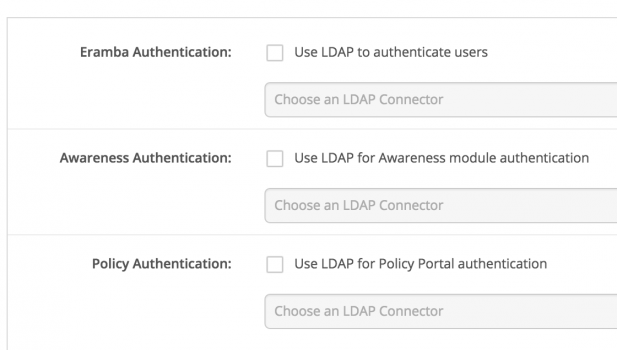 Eramba Authentication: Use LDAP to authenticate users
Choose an LDAP Connector
Awareness Authentication: Use LDAP for Awareness module authentication
Choose an LDAP Connector
Policy Authentication: Use LDAP for Policy Portal authentication
Choose an LDAP Connector